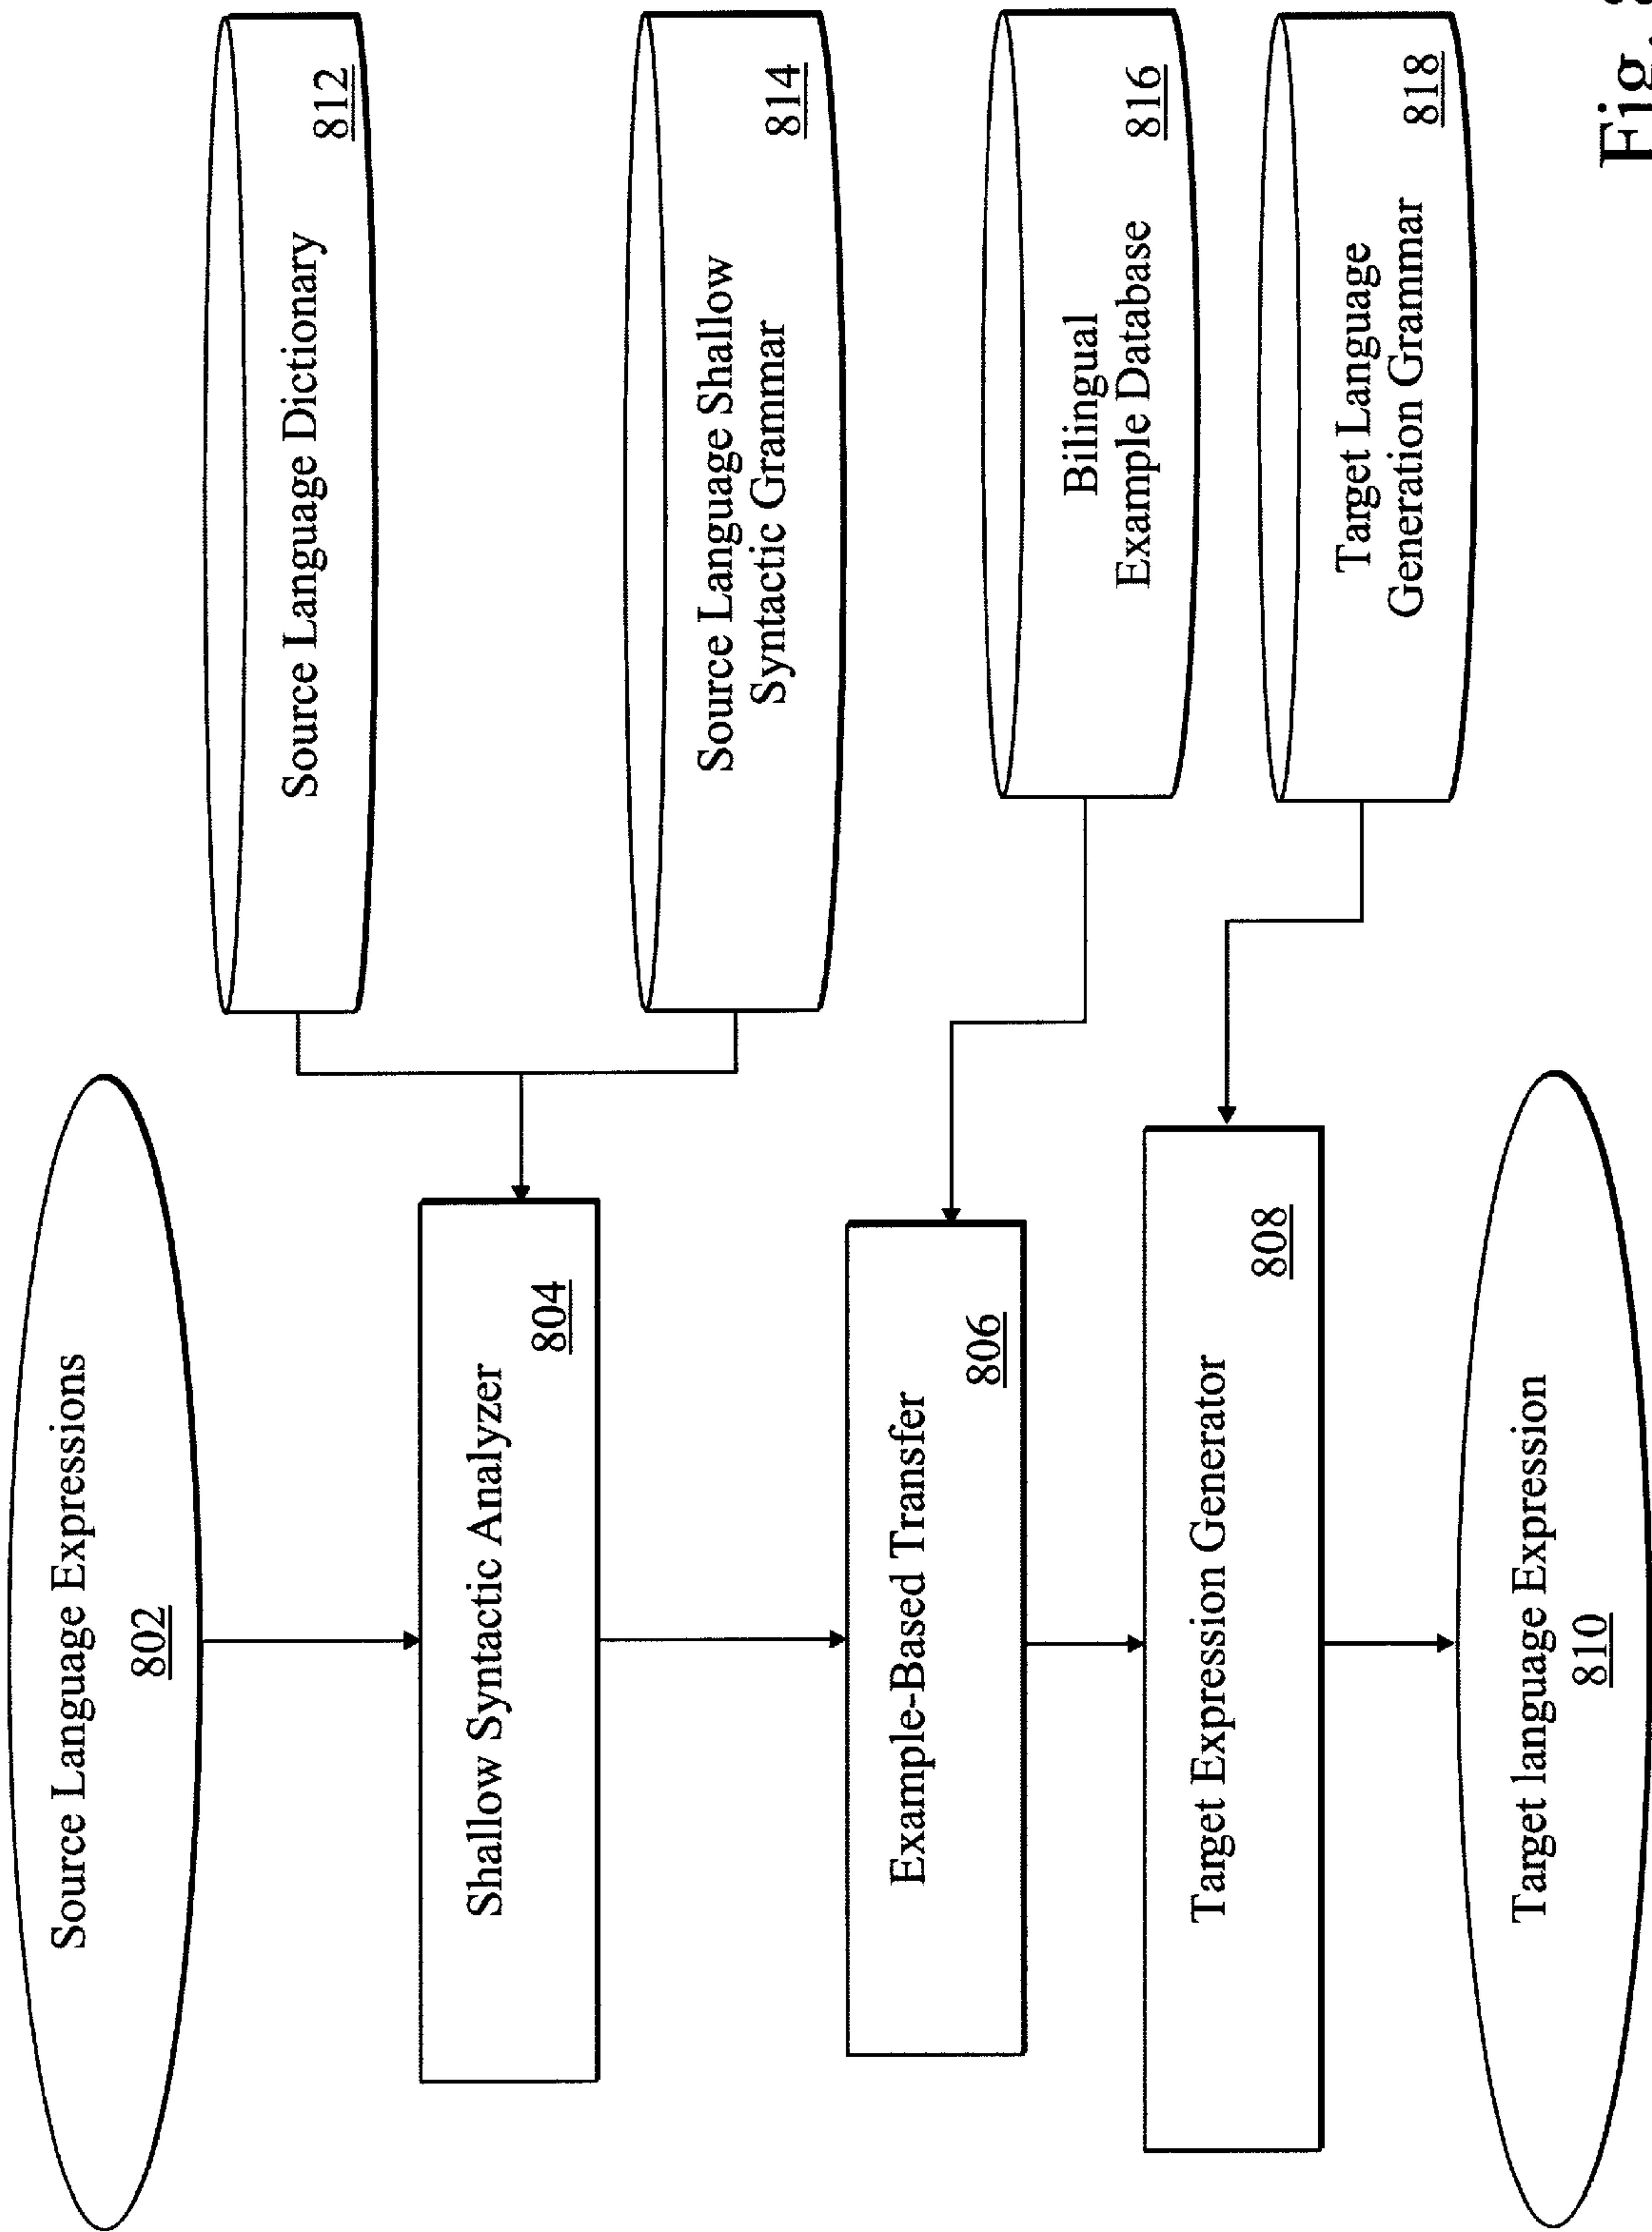 Source Language Expressions
802
Shallow Syntactic Analyzer
804
Example-Based Transfer
806
Target Expression Generator
808
Target language Expression
810
Source Language Dictionary
812
Source Language Shallow
Syntactic Grammar
814
Bilingual
Example Database
816
Target Language
Generation Grammar
818
Fig.